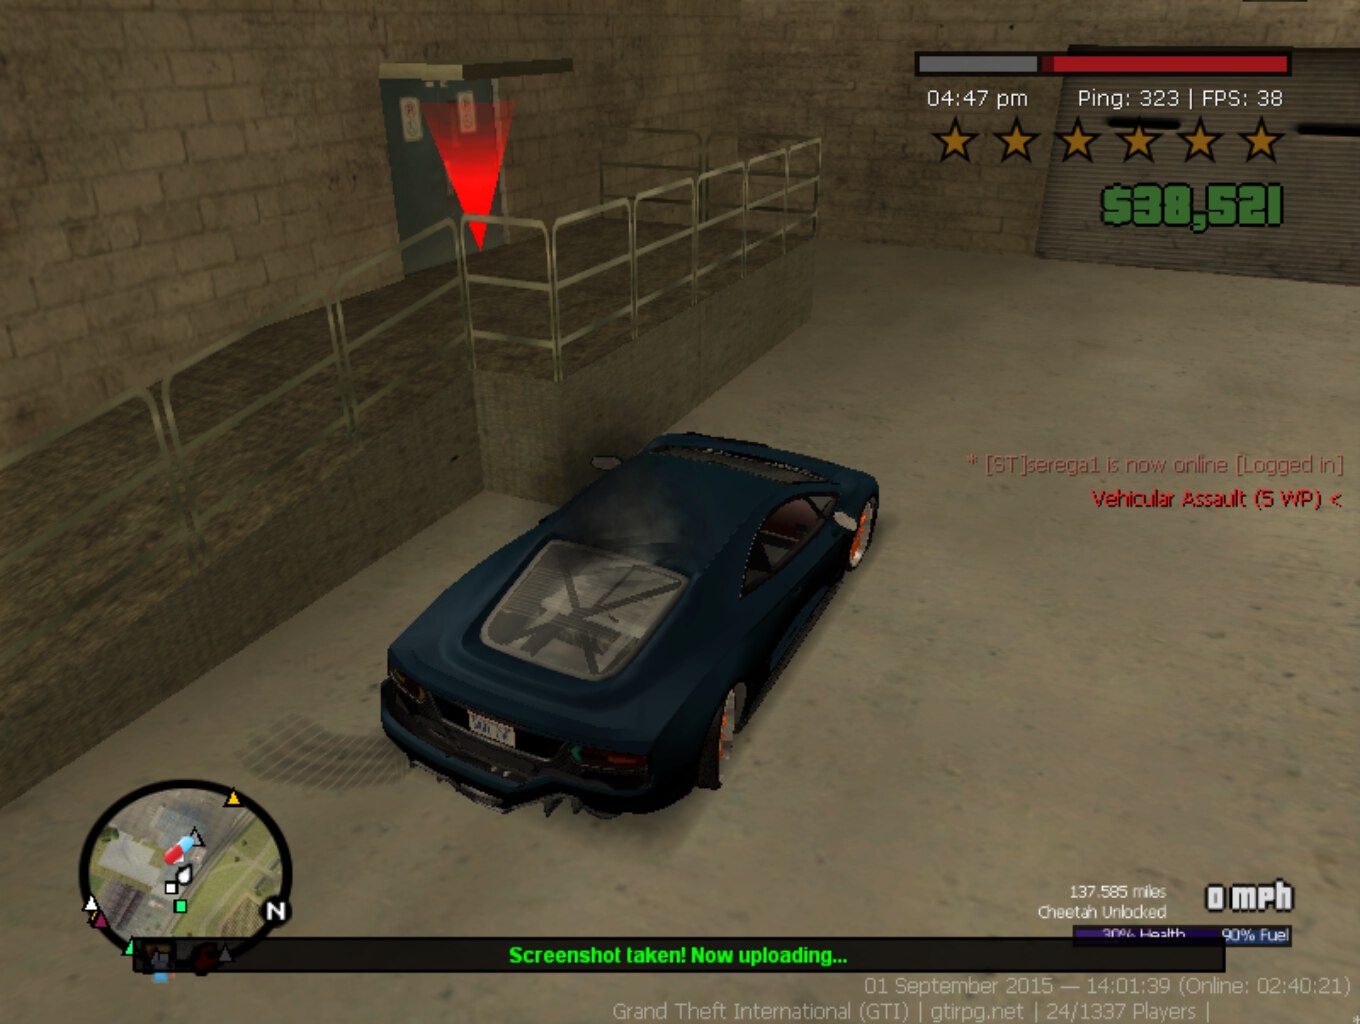 04:47 pm Ping: 323 | FPS: 38
$38,521
* [ST]serega1 is now online [Logged in]
Vehicular Assault (5 WP) <
137.585 miles
0 mph
Cheetah Unlocked
30% Health 90% Fuel
N
Screenshot taken! Now uploading...
01 September 2015 — 14:01:39 (Online: 02:40:21)
Grand Theft International (GTI) | gtirpg.net | 24/1337 Players |